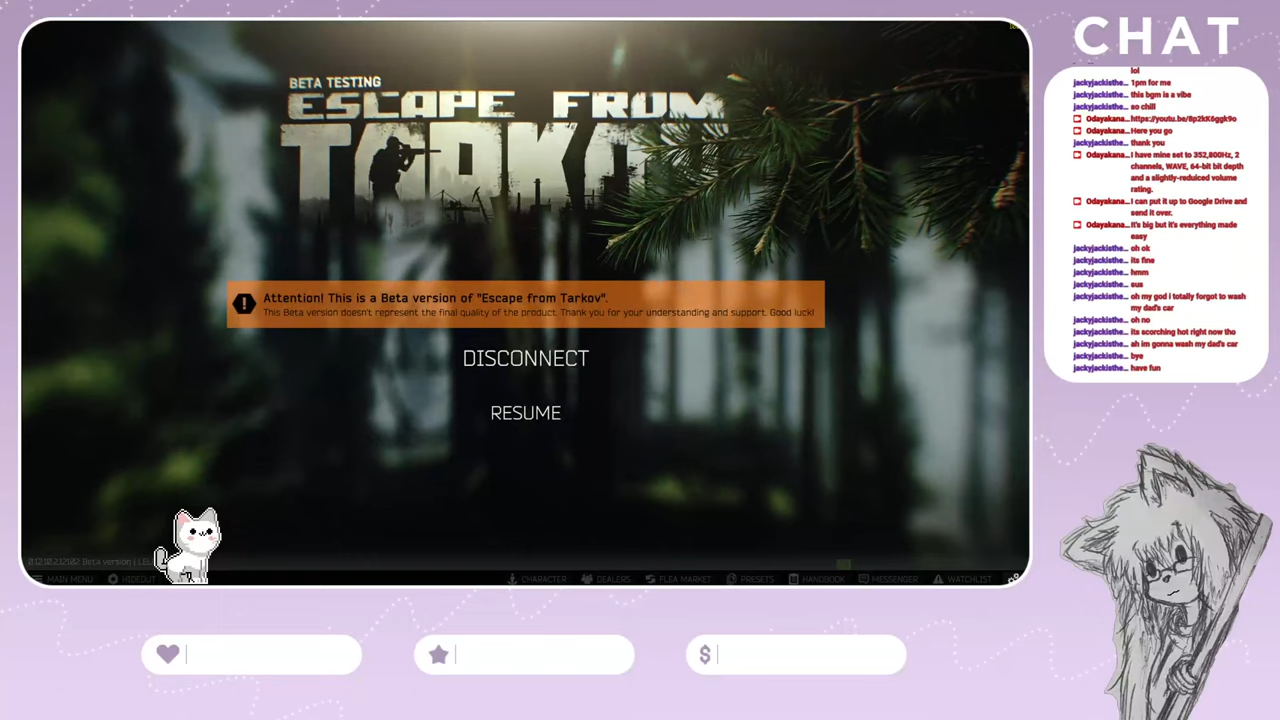 BETA TESTING
ESCAPE FROM
TARKOV
Attention! This is a Beta version of "Escape from Tarkov".
This Beta version doesn't represent the final quality of the product. Thank you for your understanding and support. Good luck!
DISCONNECT
RESUME
MAIN MENU
HIDEOUT
CHARACTER
DEALERS
FLEA MARKET
PRESETS
HANDBOOK
MESSENGER
WATCHLIST
CHAT
lol
jackyjackisthe... 1pm for me
jackyjackisthe... this bgm is a vibe
jackyjackisthe... so chill
Odayakana... https://youtu.be/8p2kK6ggk9o
Odayakana... Here you go
jackyjackisthe... thank you
Odayakana... I have mine set to 352,800Hz, 2
channels, WAVE, 64-bit bit depth
and a slightly-reduiced volume
rating.
Odayakana... I can put it up to Google Drive and
send it over.
Odayakana... It's big but it's everything made
easy
jackyjackisthe... oh ok
jackyjackisthe... its fine
jackyjackisthe... hmm
jackyjackisthe... sus
jackyjackisthe... oh my god i totally forgot to wash
my dad's car
jackyjackisthe... oh no
jackyjackisthe... its scorching hot right now tho
jackyjackisthe... ah im gonna wash my dad's car
jackyjackisthe... bye
jackyjackisthe... have fun
$